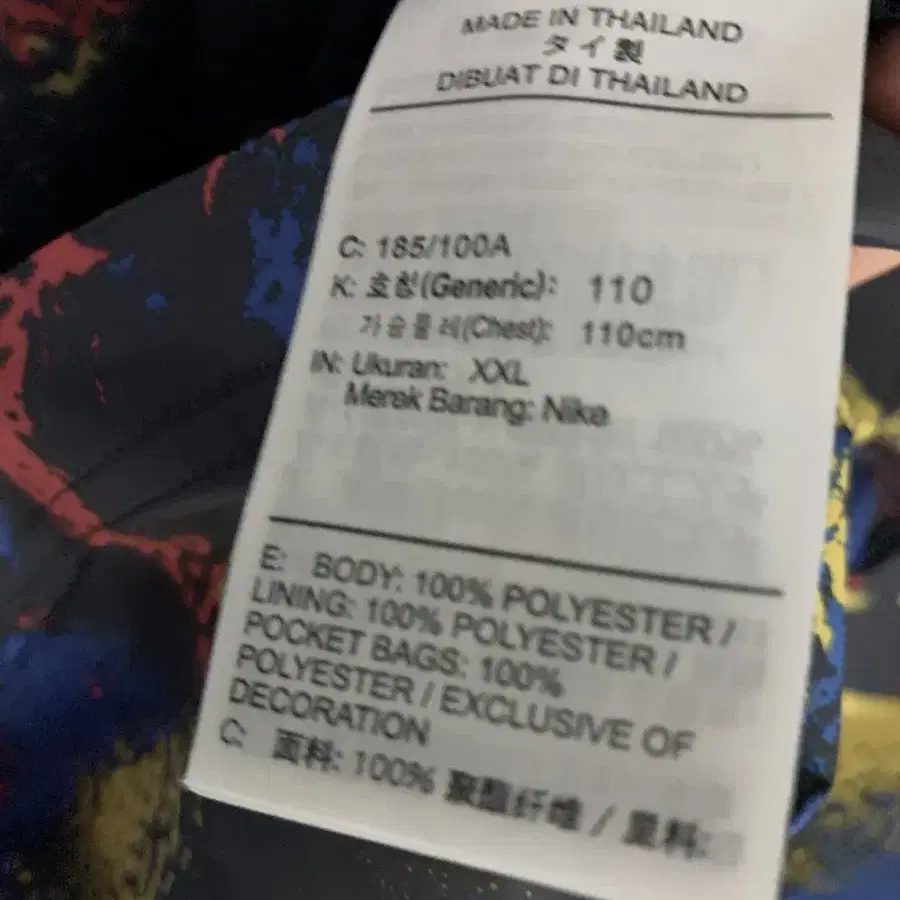 MADE IN THAILAND
タイ製
DIBUAT DI THAILAND
C: 185/100A
K: 호칭(Generic): 110
가슴둘레(Chest): 110cm
IN: Ukuran: XXL
Merek Barang: Nike
E: BODY: 100% POLYESTER /
LINING: 100% POLYESTER /
POCKET BAGS: 100%
POLYESTER / EXCLUSIVE OF
DECORATION
C: 面料: 100% 聚酯纤维 / 里料: